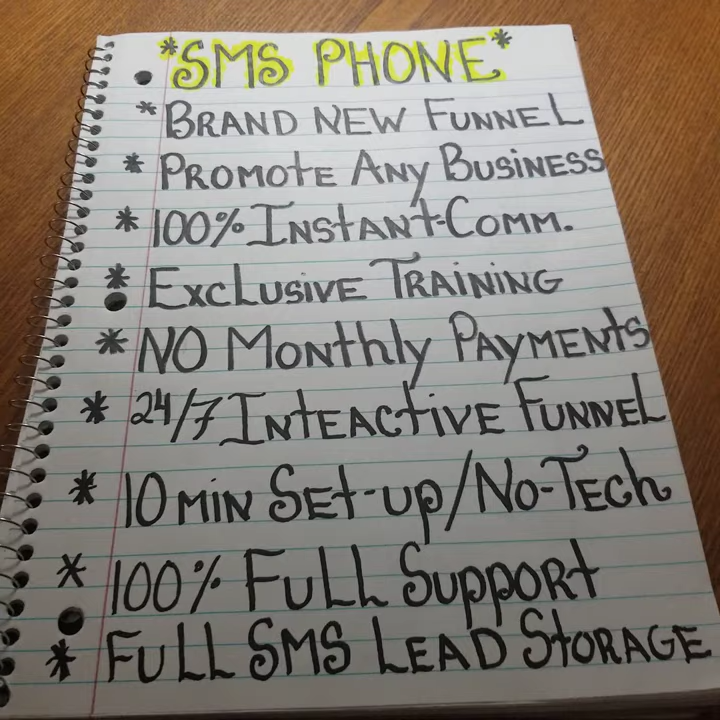 *SMS PHONE*
* BRAND NEW FUNNEL
* PROMOTE ANY BUSINESS
* 100% INSTANT-COMM.
* EXCLUSIVE TRAINING
* NO MONTHLY PAYMENTS
* 24/7 INTEACTIVE FUNNEL
* 10 MIN SET-UP/NO-TECH
* 100% FULL SUPPORT
* FULL SMS LEAD STORAGE